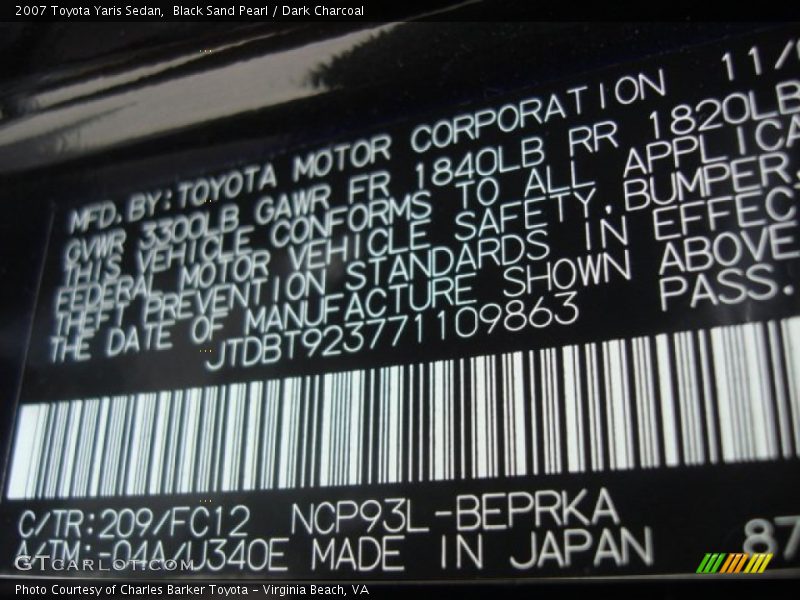 2007 Toyota Yaris Sedan, Black Sand Pearl / Dark Charcoal
MFD. BY: TOYOTA MOTOR CORPORATION 11/0
GVWR 3300LB GAWR FR 1840LB RR 1820LB
THIS VEHICLE CONFORMS TO ALL APPLICA
FEDERAL MOTOR VEHICLE SAFETY, BUMPER,
THEFT PREVENTION STANDARDS IN EFFEC
THE DATE OF MANUFACTURE SHOWN ABOVE
JTDBT923771109863 PASS.
C/TR:209/FC12 NCP93L-BEPRKA
A/TM:-04A/U340E MADE IN JAPAN 87
GTCARLOT.COM
Photo Courtesy of Charles Barker Toyota - Virginia Beach, VA